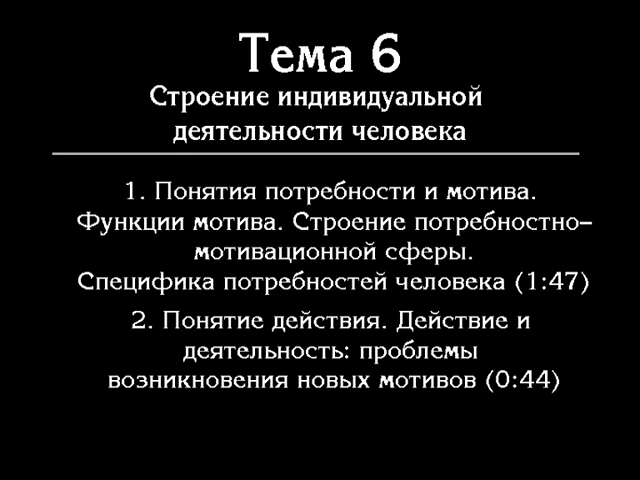 Тема 6
Строение индивидуальной
деятельности человека
1. Понятия потребности и мотива.
Функции мотива. Строение потребностно–
мотивационной сферы.
Специфика потребностей человека (1:47)
2. Понятие действия. Действие и
деятельность: проблемы
возникновения новых мотивов (0:44)